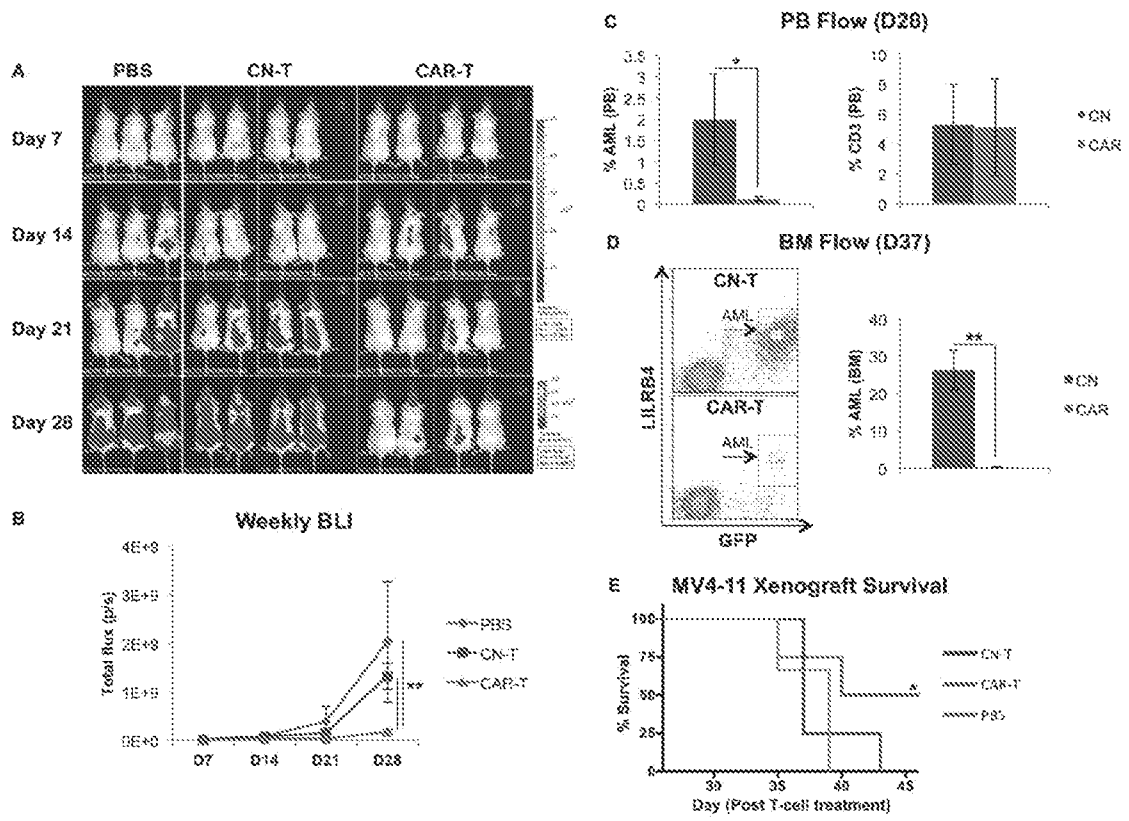 A
PBS CN-T CAR-T
Day 7
Day 14
Day 21
Day 28
B
Weekly BLI
Total flux (p/s)
4E+9
3E+9
2E+9
1E+9
0E+0
D7 D14 D21 D28
PBS
CN-T
CAR-T
**
C
PB Flow (D28)
% AML (PB)
3.5
3
2.5
2
1.5
1
0.5
0
*
% CD3 (PB)
10
8
6
4
2
0
CN
CAR
D
BM Flow (D37)
LILRB4
CN-T
AML
CAR-T
AML
GFP
% AML (BM)
40
30
20
10
0
**
CN
CAR
E
MV4-11 Xenograft Survival
% Survival
100
75
50
25
0
30 35 40 45
Day (Post T-cell treatment)
*
CN-T
CAR-T
PBS